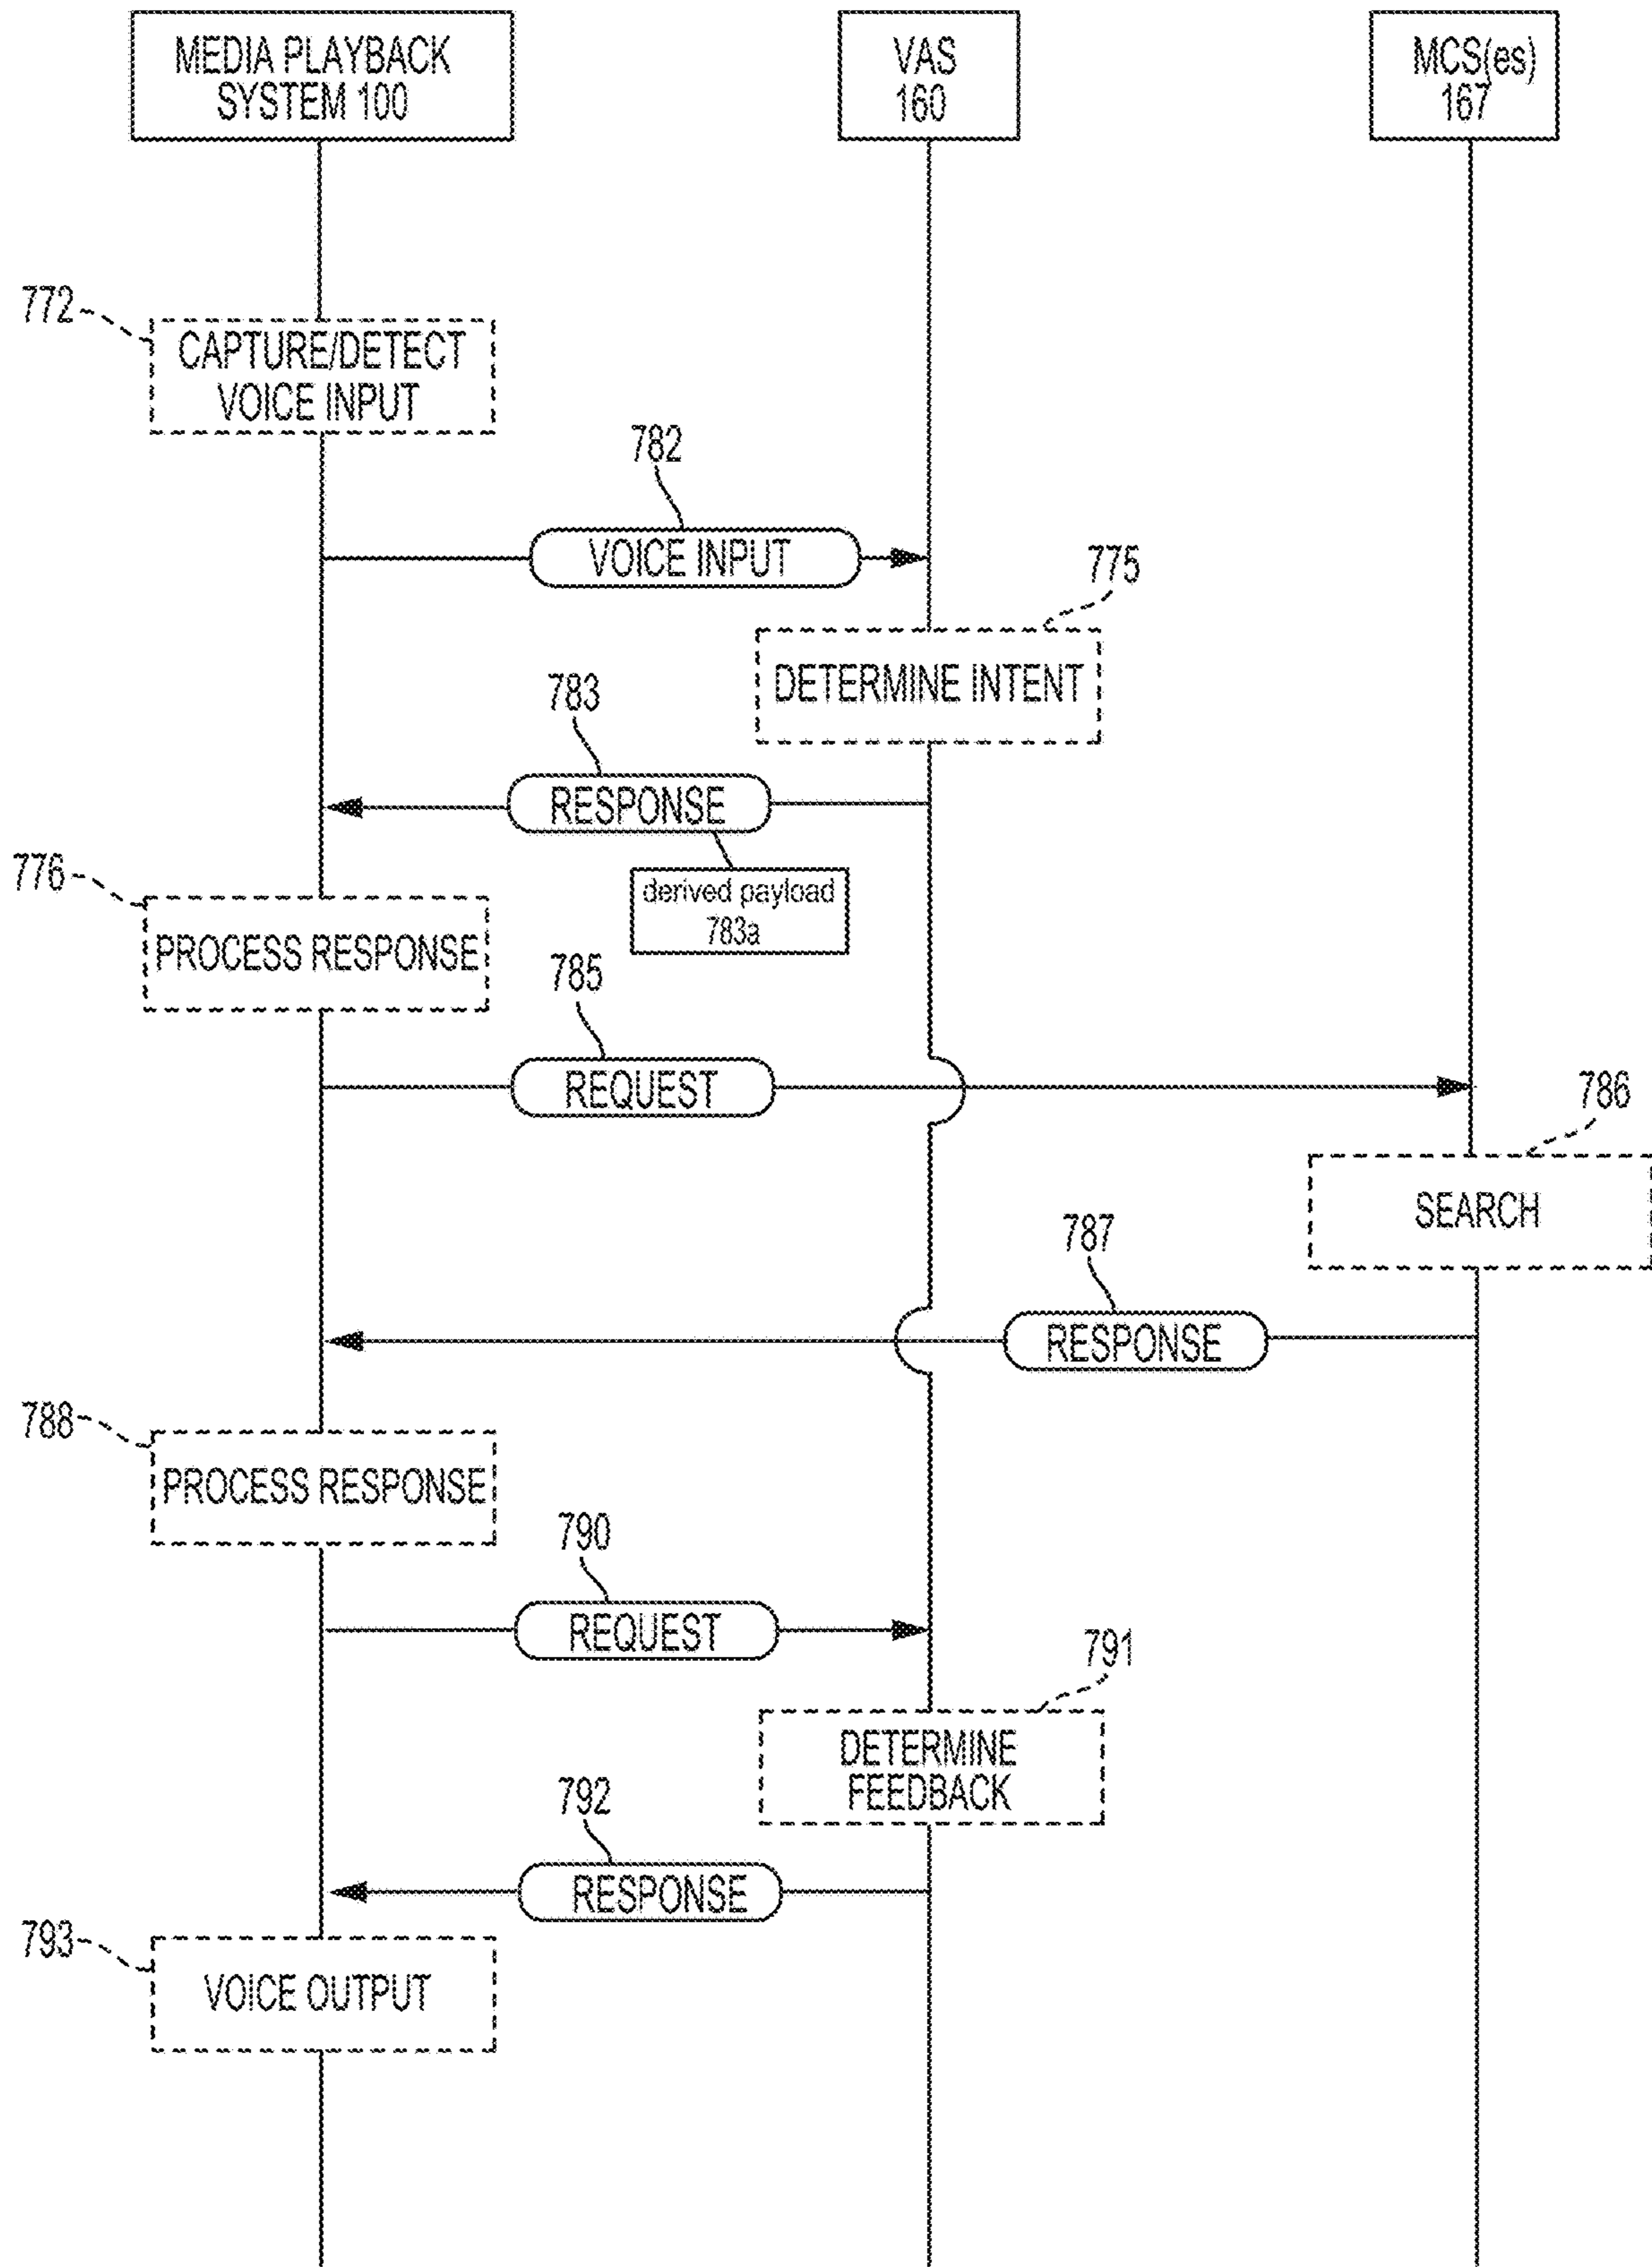 MEDIA PLAYBACK
SYSTEM 100
VAS
160
MCS(es)
167
772
CAPTURE/DETECT
VOICE INPUT
782
VOICE INPUT
775
DETERMINE INTENT
783
RESPONSE
derived payload
783a
776
PROCESS RESPONSE
785
REQUEST
786
SEARCH
787
RESPONSE
788
PROCESS RESPONSE
790
REQUEST
791
DETERMINE
FEEDBACK
792
RESPONSE
793
VOICE OUTPUT